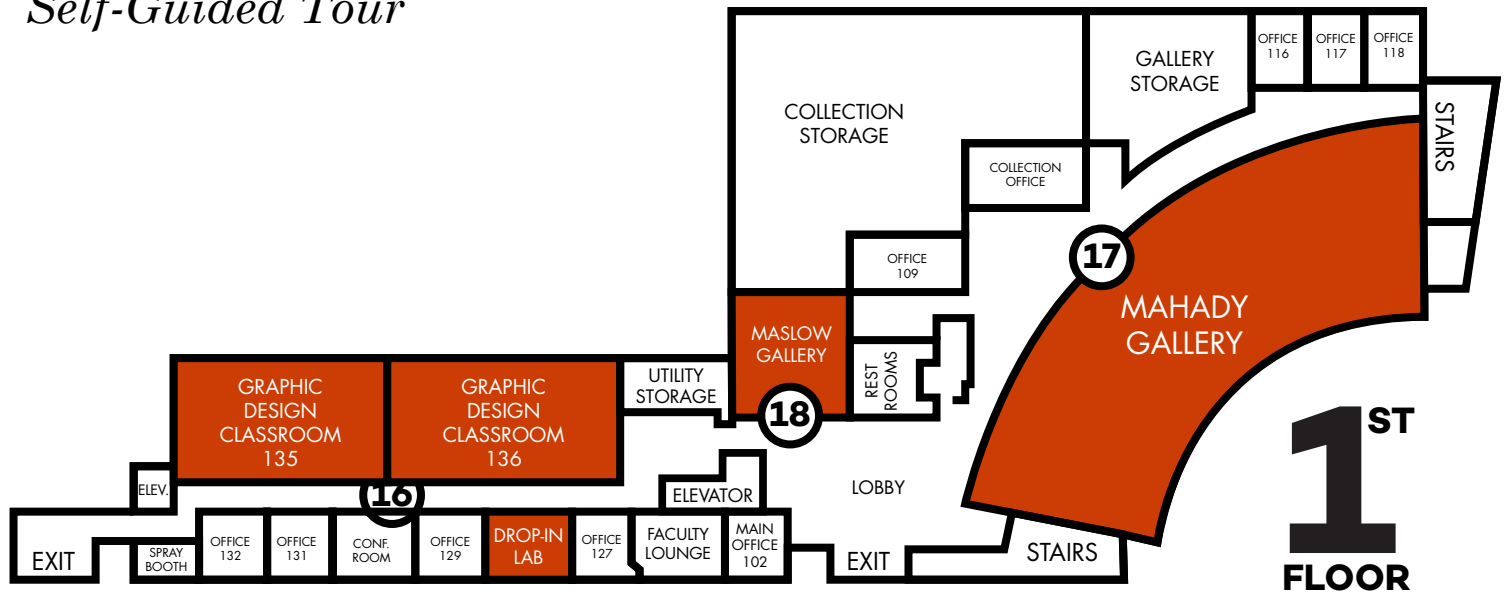 Self-Guided Tour
COLLECTION
STORAGE
GALLERY
STORAGE
OFFICE
116
OFFICE
117
OFFICE
118
STAIRS
COLLECTION
OFFICE
OFFICE
109
17
MAHADY
GALLERY
MASLOW
GALLERY
18
REST
ROOMS
UTILITY
STORAGE
GRAPHIC
DESIGN
CLASSROOM
135
GRAPHIC
DESIGN
CLASSROOM
136
16
ELEV.
ELEVATOR
LOBBY
EXIT
SPRAY
BOOTH
OFFICE
132
OFFICE
131
CONF.
ROOM
OFFICE
129
DROP-IN
LAB
OFFICE
127
FACULTY
LOUNGE
MAIN
OFFICE
102
EXIT
STAIRS
1ST
FLOOR